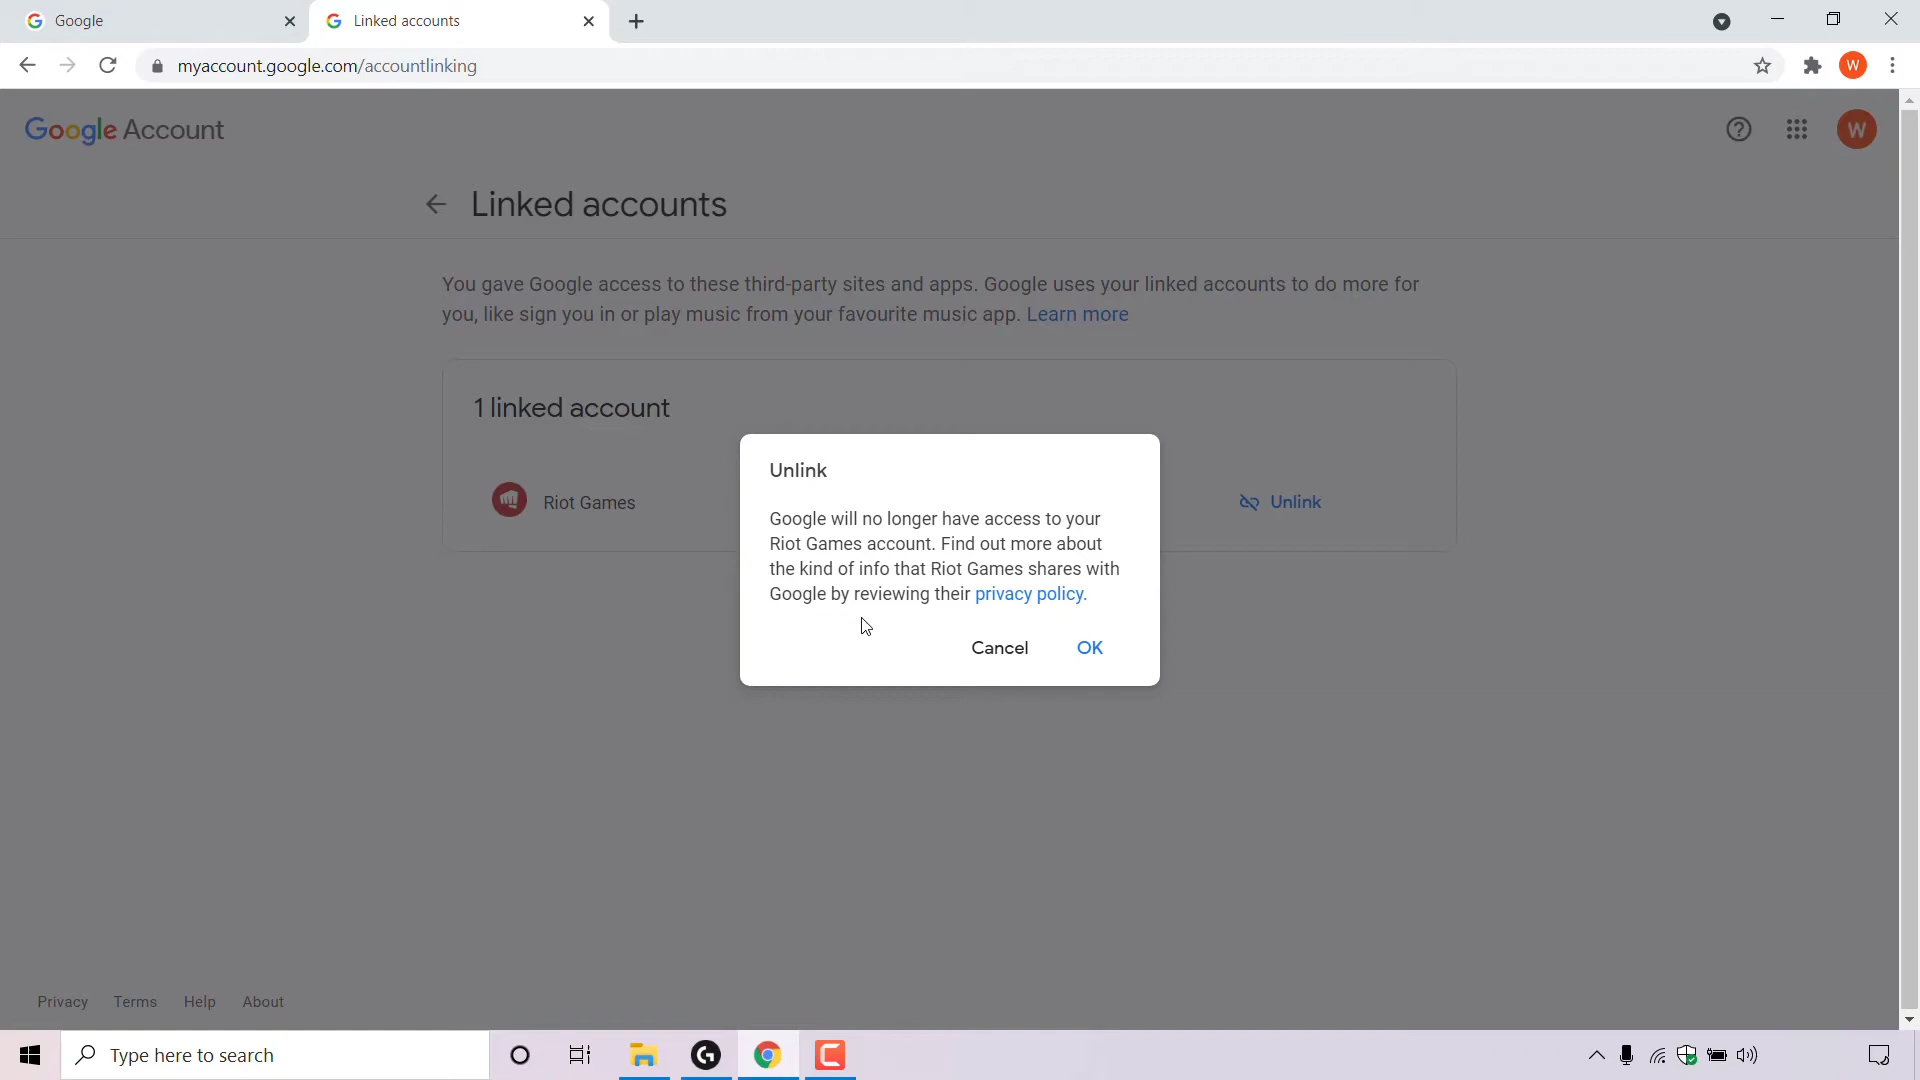 Google
Linked accounts
myaccount.google.com/accountlinking
W
Google Account
W
Linked accounts
You gave Google access to these third-party sites and apps. Google uses your linked accounts to do more for
you, like sign you in or play music from your favourite music app. Learn more
1 linked account
Riot Games
Unlink
Unlink
Google will no longer have access to your
Riot Games account. Find out more about
the kind of info that Riot Games shares with
Google by reviewing their privacy policy.
Cancel OK
Privacy Terms Help About
Type here to search